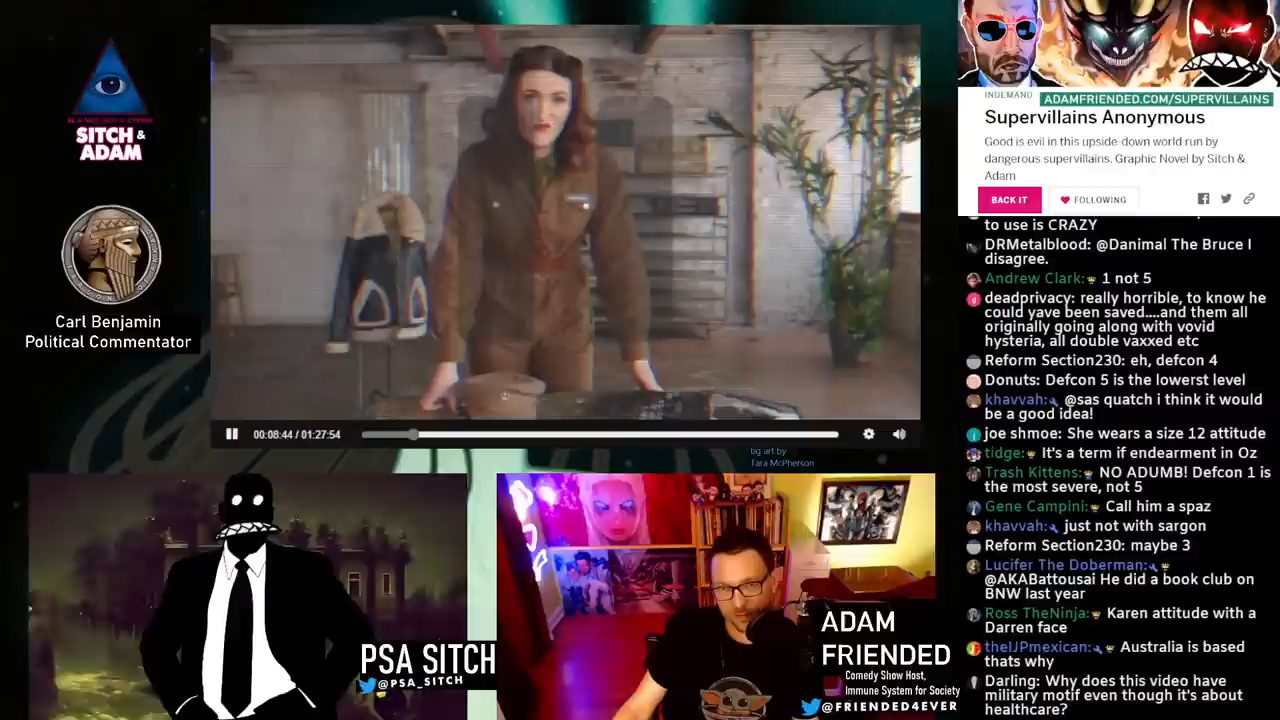 SITCH &
ADAM
Carl Benjamin
Political Commentator
00:08:44 / 01:27:54
bg art by
Tara McPherson
PSA SITCH
@PSA_SITCH
ADAM
FRIENDED
Comedy Show Host,
Immune System for Society
@FRIENDED4EVER
INDEMAND
ADAMFRIENDED.COM/SUPERVILLAINS
Supervillains Anonymous
Good is evil in this upside-down world run by
dangerous supervillains. Graphic Novel by Sitch &
Adam
BACK IT
FOLLOWING
to use is CRAZY
DRMetalblood: @Danimal The Bruce I
disagree.
Andrew Clark: 1 not 5
deadprivacy: really horrible, to know he
could yave been saved....and them all
originally going along with vovid
hysteria, all double vaxxed etc
Reform Section230: eh, defcon 4
Donuts: Defcon 5 is the lowerst level
khavvah: @sas quatch i think it would
be a good idea!
joe shmoe: She wears a size 12 attitude
tidge: It's a term if endearment in Oz
Trash Kittens: NO ADUMB! Defcon 1 is
the most severe, not 5
Gene Campini: Call him a spaz
khavvah: just not with sargon
Reform Section230: maybe 3
Lucifer The Doberman:
@AKABattousai He did a book club on
BNW last year
Ross TheNinja: Karen attitude with a
Darren face
theIJPmexican: Australia is based
thats why
Darling: Why does this video have
military motif even though it's about
healthcare?